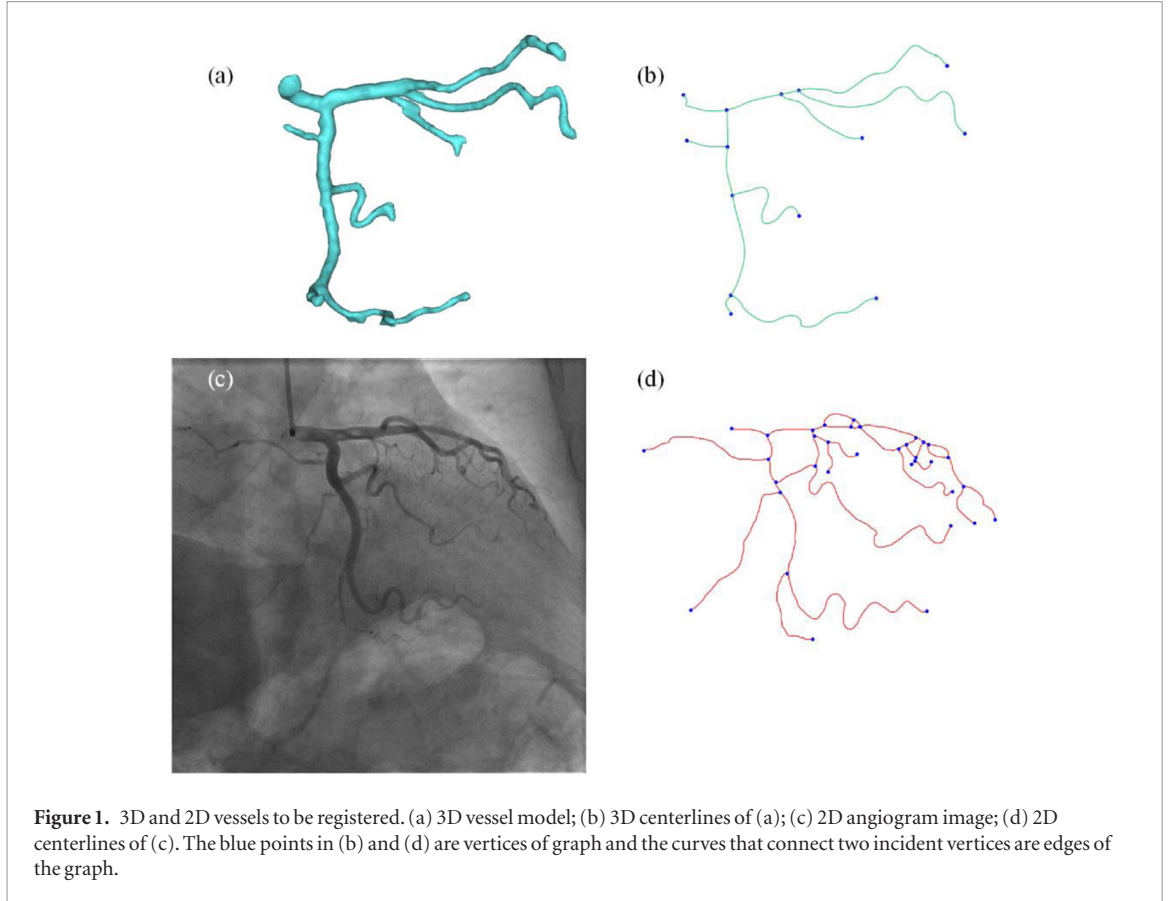 (a)
(b)
(c)
(d)
Figure 1. 3D and 2D vessels to be registered. (a) 3D vessel model; (b) 3D centerlines of (a); (c) 2D angiogram image; (d) 2D
centerlines of (c). The blue points in (b) and (d) are vertices of graph and the curves that connect two incident vertices are edges of
the graph.